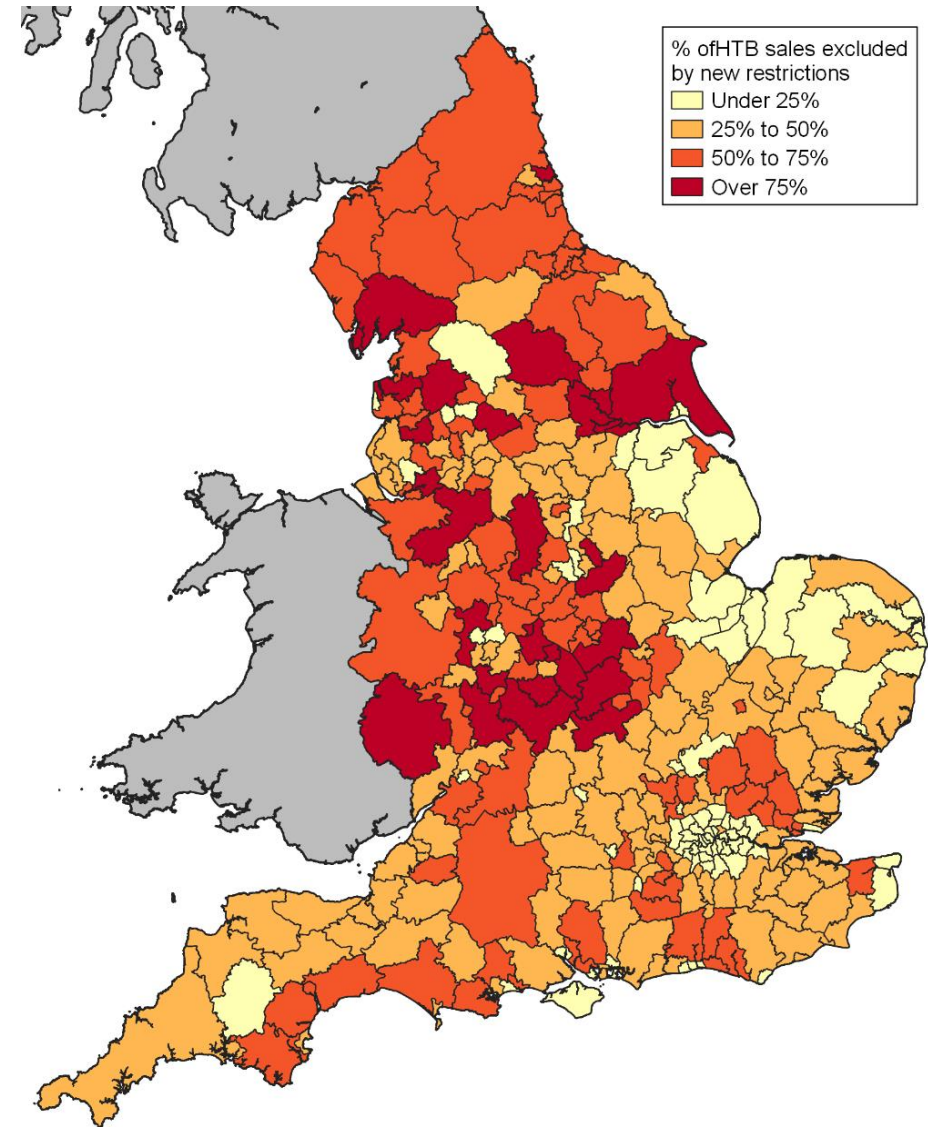 % ofHTB sales excluded
by new restrictions
Under 25%
25% to 50%
50% to 75%
Over 75%